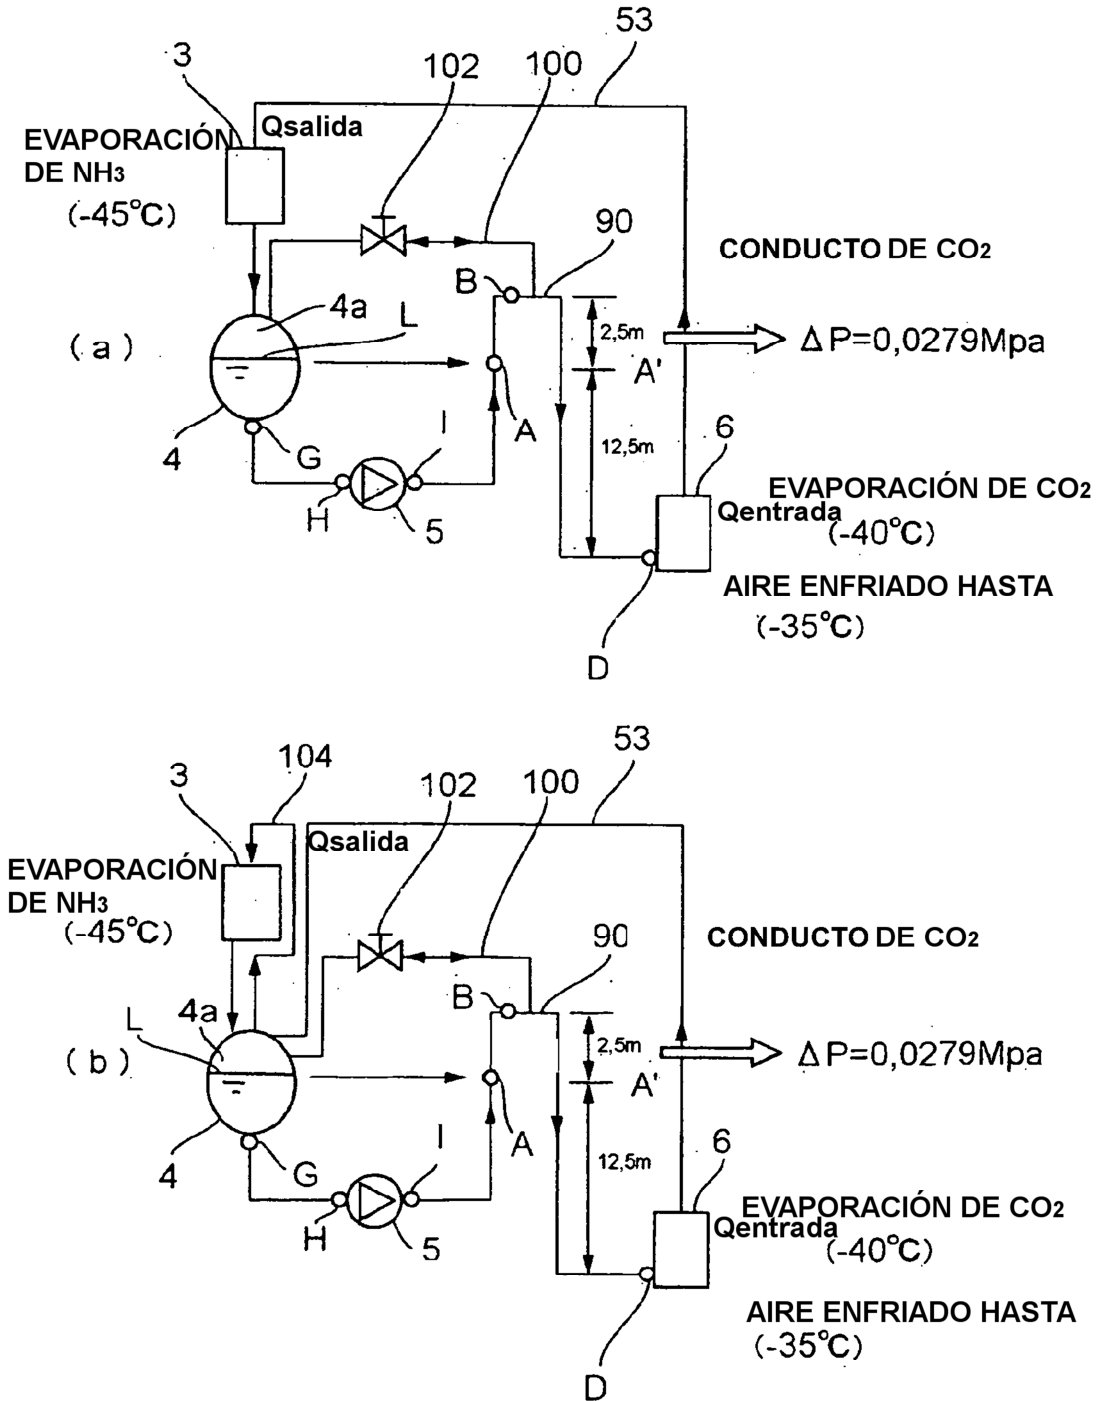 53
3
102
100
EVAPORACIÓN
DE NH3
(-45°C)
Qsalida
90
B
CONDUCTO DE CO2
4a
L
(a)
2,5m
A'
ΔP=0,0279Mpa
A
12,5m
4
G
I
6
H
5
EVAPORACIÓN DE CO2
Qentrada
(-40°C)
AIRE ENFRIADO HASTA
(-35°C)
D
53
104
3
102
100
Qsalida
EVAPORACIÓN
DE NH3
(-45°C)
90
CONDUCTO DE CO2
B
L
4a
(b)
2,5m
A'
ΔP=0,0279Mpa
A
12,5m
4
G
I
6
H
5
EVAPORACIÓN DE CO2
Qentrada
(-40°C)
AIRE ENFRIADO HASTA
(-35°C)
D